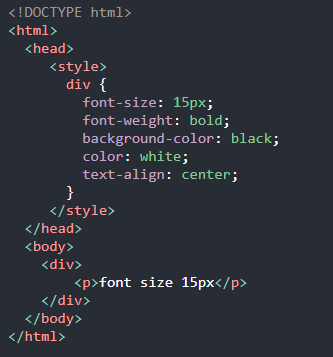 <!DOCTYPE html>
<html>
  <head>
     <style>
       div {
         font-size: 15px;
         font-weight: bold;
         background-color: black;
         color: white;
         text-align: center;
       }
     </style>
  </head>
  <body>
    <div>
        <p>font size 15px</p>
    </div>
  </body>
</html>